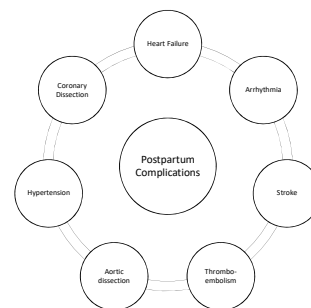 Heart Failure
Arrhythmia
Stroke
Thrombo-
embolism
Aortic
dissection
Hypertension
Coronary
Dissection
Postpartum
Complications